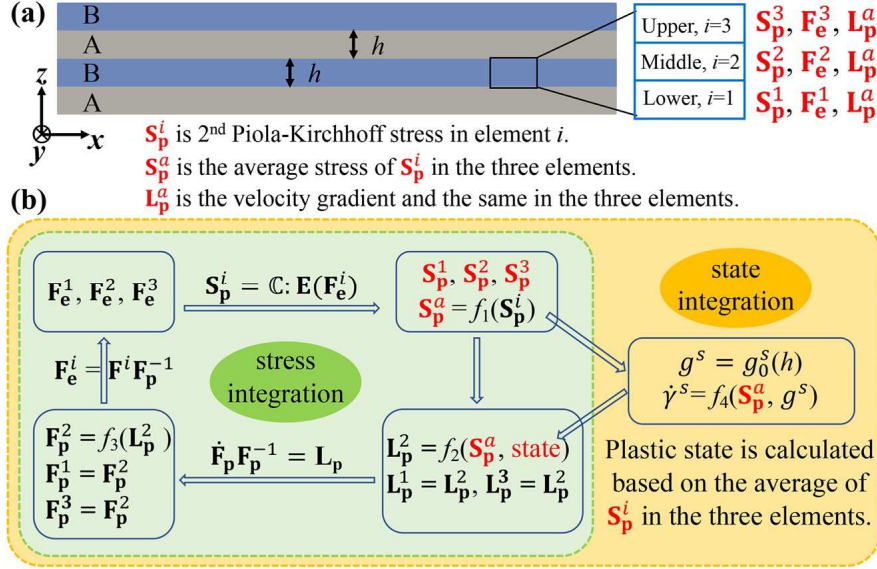 (a)
B
A
B
A
h
h
z
y
x
Upper, i=3
Middle, i=2
Lower, i=1
S_p^3, F_e^3, L_p^a
S_p^2, F_e^2, L_p^a
S_p^1, F_e^1, L_p^a
S_p^i is 2nd Piola-Kirchhoff stress in element i.
S_p^a is the average stress of S_p^i in the three elements.
L_p^a is the velocity gradient and the same in the three elements.
(b)
F_e^1, F_e^2, F_e^3
S_p^i = ℂ: E(F_e^i)
S_p^1, S_p^2, S_p^3
S_p^a = f_1(S_p^i)
state
integration
F_e^i = F^i F_p^-1
stress
integration
g^s = g_0^s(h)
γ̇^s = f_4(S_p^a, g^s)
F_p^2 = f_3(L_p^2)
F_p^1 = F_p^2
F_p^3 = F_p^2
Ḟ_p F_p^-1 = L_p
L_p^2 = f_2(S_p^a, state)
L_p^1 = L_p^2, L_p^3 = L_p^2
Plastic state is calculated
based on the average of
S_p^i in the three elements.